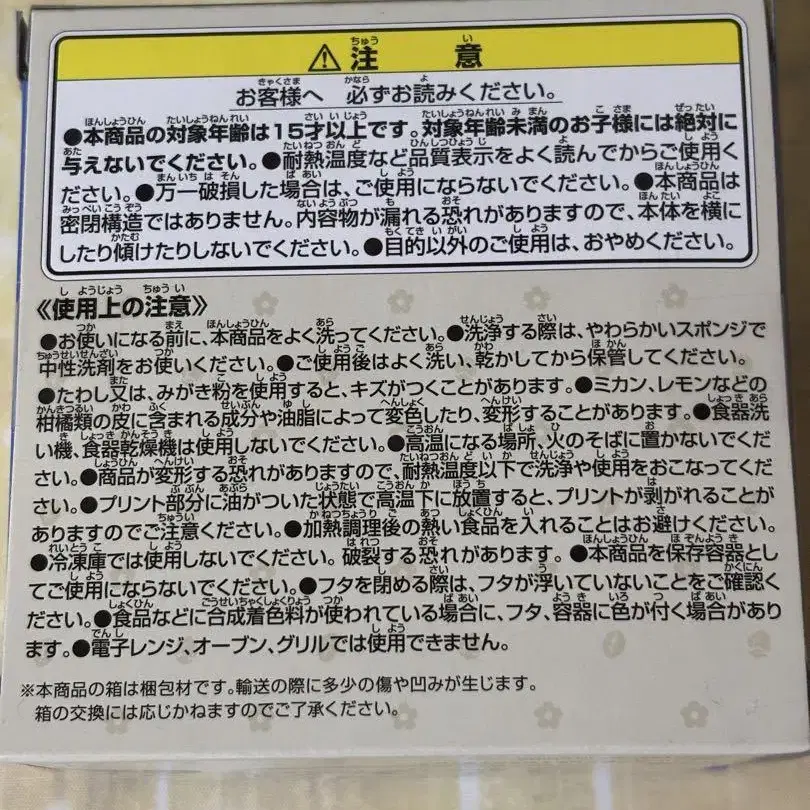 ⚠注意
お客様へ 必ずお読みください。
●本商品の対象年齢は15才以上です。対象年齢未満のお子様には絶対に
与えないでください。●耐熱温度など品質表示をよく読んでからご使用く
ださい。●万一破損した場合は、ご使用にならないでください。●本商品は
密閉構造ではありません。内容物が漏れる恐れがありますので、本体を横に
したり傾けたりしないでください。●目的以外のご使用は、おやめください。
《使用上の注意》
●お使いになる前に、本商品をよく洗ってください。●洗浄する際は、やわらかいスポンジで
中性洗剤をお使いください。●ご使用後はよく洗い、乾かしてから保管してください。
●たわし又は、みがき粉を使用すると、キズがつくことがあります。●ミカン、レモンなどの
柑橘類の皮に含まれる成分や油脂によって変色したり、変形することがあります。●食器洗
い機、食器乾燥機は使用しないでください。●高温になる場所、火のそばに置かないでくだ
さい。●商品が変形する恐れがありますので、耐熱温度以下で洗浄や使用をおこなってくだ
さい。●プリント部分に油がついた状態で高温下に放置すると、プリントが剥がれることが
ありますのでご注意ください。●加熱調理後の熱い食品を入れることはお避けください。
●冷凍庫では使用しないでください。破裂する恐れがあります。●本商品を保存容器とし
てご使用にならないでください。●フタを閉める際は、フタが浮いていないことをご確認く
ださい。●食品などに合成着色料が使われている場合に、フタ、容器に色が付く場合があり
ます。●電子レンジ、オーブン、グリルでは使用できません。
※本商品の箱は梱包材です。輸送の際に多少の傷や凹みが生じます。
箱の交換には応じかねますのでご了承ください。